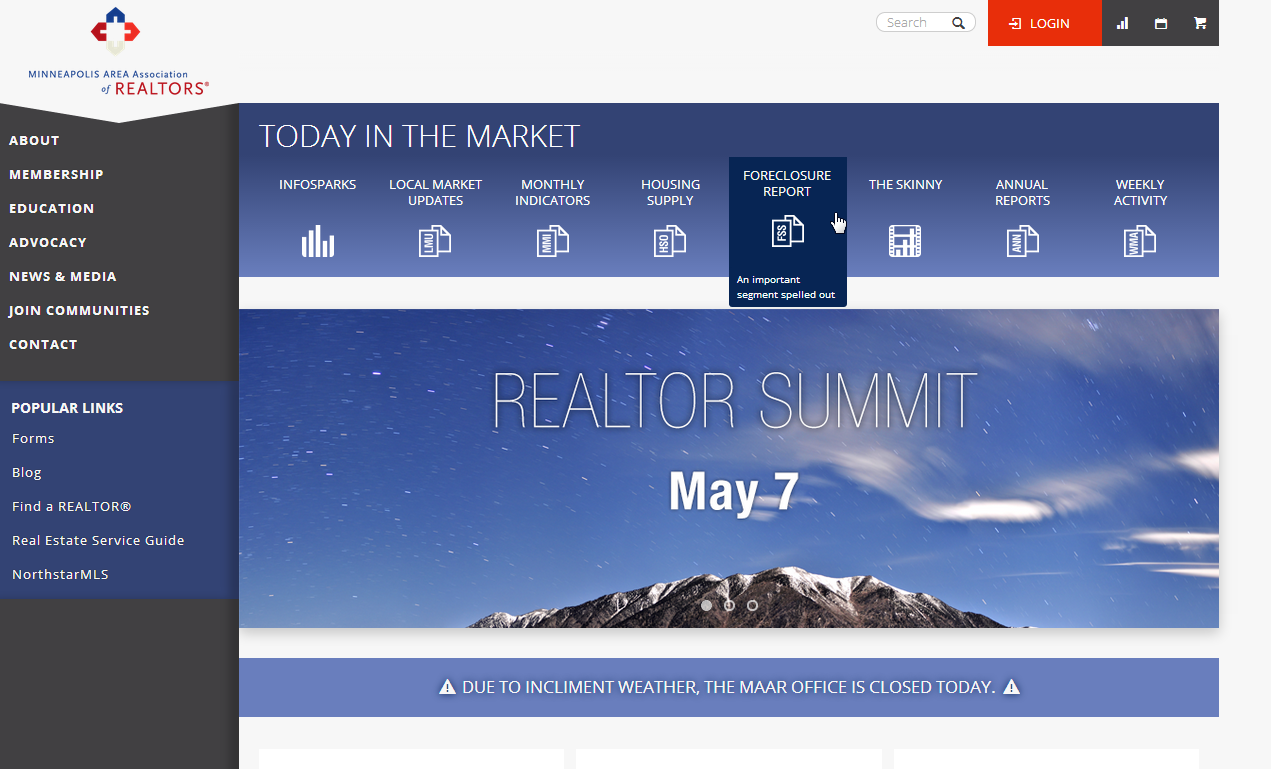 MINNEAPOLIS AREA Association
of REALTORS®
Search
LOGIN
ABOUT
MEMBERSHIP
EDUCATION
ADVOCACY
NEWS & MEDIA
JOIN COMMUNITIES
CONTACT
POPULAR LINKS
Forms
Blog
Find a REALTOR®
Real Estate Service Guide
NorthstarMLS
TODAY IN THE MARKET
INFOSPARKS
LOCAL MARKET
UPDATES
LMU
MONTHLY
INDICATORS
MMI
HOUSING
SUPPLY
HSO
FORECLOSURE
REPORT
FSS
An important
segment spelled out
THE SKINNY
ANNUAL
REPORTS
ANN
WEEKLY
ACTIVITY
WMA
REALTOR SUMMIT
May 7
DUE TO INCLIMENT WEATHER, THE MAAR OFFICE IS CLOSED TODAY.